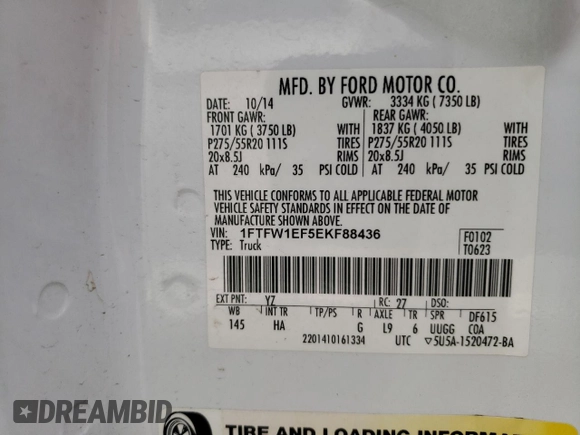 MFD. BY FORD MOTOR CO.
DATE: 10/14 GVWR: 3334 KG ( 7350 LB)
FRONT GAWR: REAR GAWR:
1701 KG ( 3750 LB) WITH 1837 KG ( 4050 LB) WITH
P275/55R20 111S TIRES P275/55R20 111S TIRES
20x8.5J RIMS 20x8.5J RIMS
AT 240 kPa/ 35 PSI COLD AT 240 kPa/ 35 PSI COLD
THIS VEHICLE CONFORMS TO ALL APPLICABLE FEDERAL MOTOR
VEHICLE SAFETY STANDARDS IN EFFECT ON THE DATE OF
MANUFACTURE SHOWN ABOVE.
VIN: 1FTFW1EF5EKF88436 F0102
TYPE: Truck T0623
EXT PNT: YZ RC: 27 DSO:
WB INT TR TP/PS R AXLE TR SPR DF615
145 HA G L9 6 UUGG COA
2201410161334 UTC ▽5U5A-1520472-BA
TIRE AND LOADING INFORMA
DREAMBID